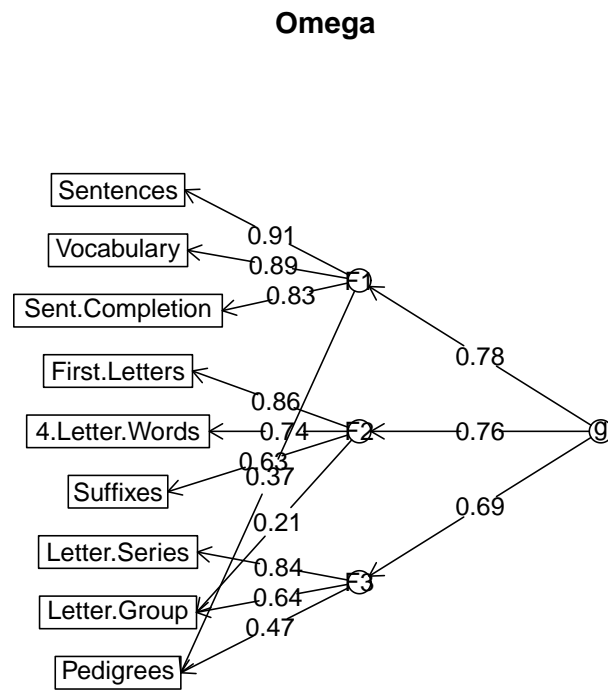 Omega
Sentences
0.91
Vocabulary
0.89
F1
Sent.Completion
0.83
0.78
First.Letters
0.86
4.Letter.Words
0.74
F2
0.76
g
0.63
0.37
Suffixes
0.21
0.69
Letter.Series
0.84
F3
Letter.Group
0.64
0.47
Pedigrees